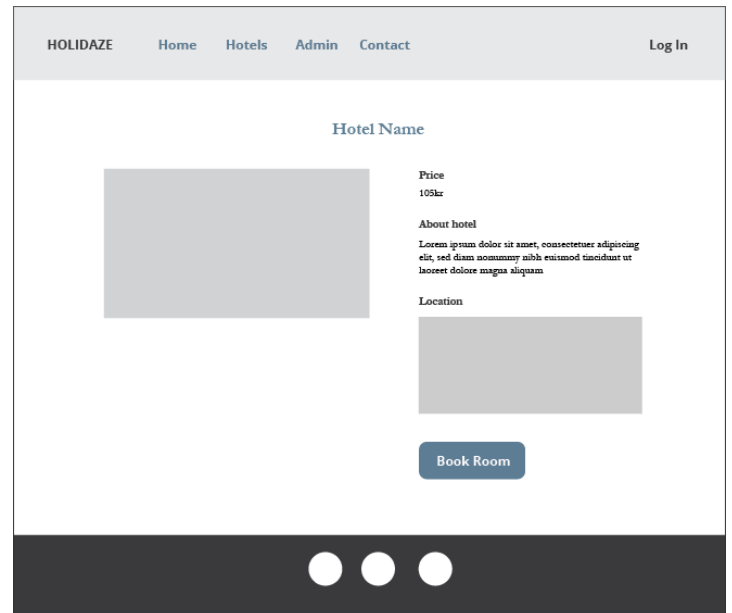 HOLIDAZE Home Hotels Admin Contact Log In
Hotel Name
Price
105kr
About hotel
Lorem ipsum dolor sit amet, consectetuer adipiscing
elit, sed diam nonummy nibh euismod tincidunt ut
laoreet dolore magna aliquam
Location
Book Room